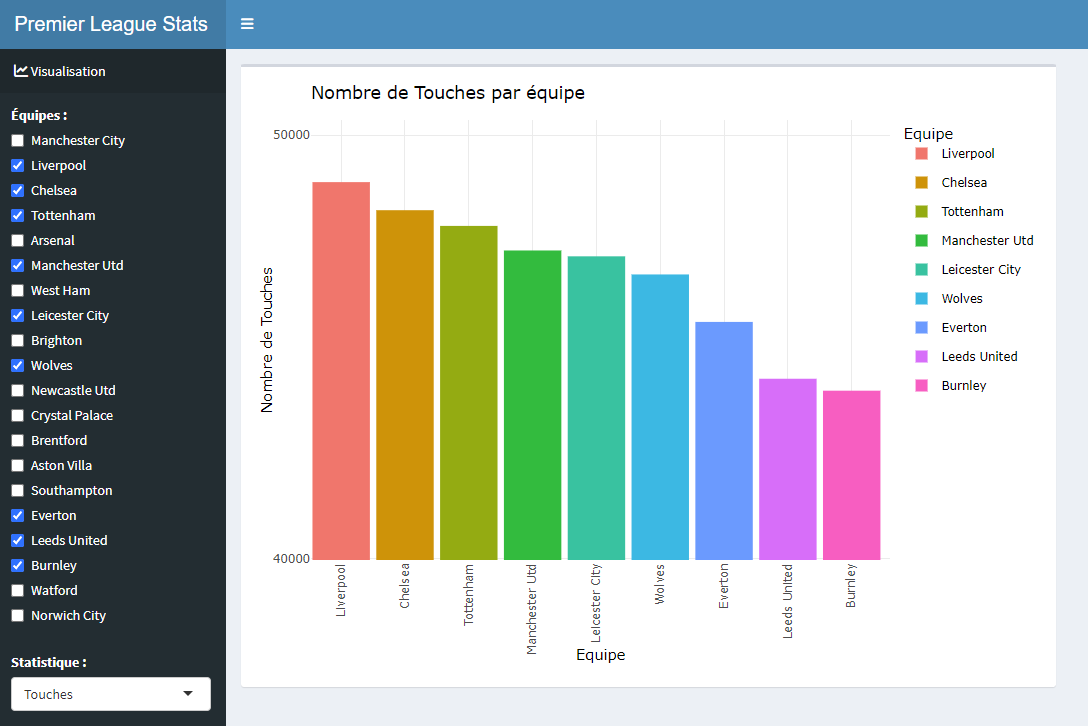 Premier League Stats
Visualisation
Équipes :
Manchester City
Liverpool
Chelsea
Tottenham
Arsenal
Manchester Utd
West Ham
Leicester City
Brighton
Wolves
Newcastle Utd
Crystal Palace
Brentford
Aston Villa
Southampton
Everton
Leeds United
Burnley
Watford
Norwich City
Statistique :
Touches
Nombre de Touches par équipe
Nombre de Touches
50000
40000
Liverpool
Chelsea
Tottenham
Manchester Utd
Leicester City
Wolves
Everton
Leeds United
Burnley
Equipe
Equipe
Liverpool
Chelsea
Tottenham
Manchester Utd
Leicester City
Wolves
Everton
Leeds United
Burnley